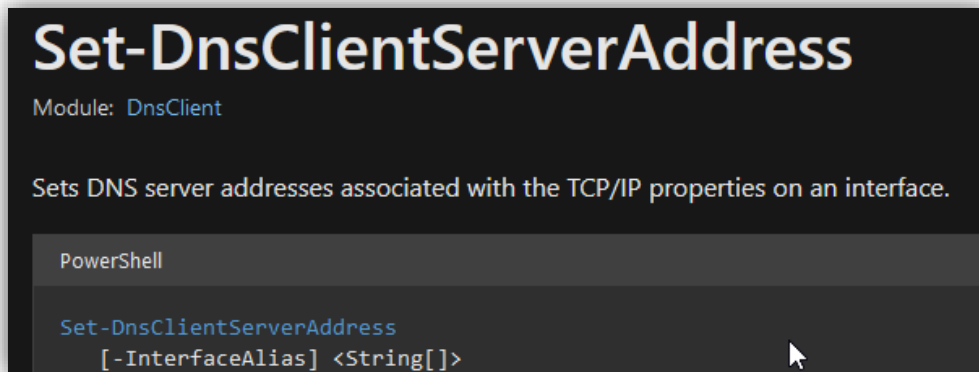 Set-DnsClientServerAddress
Module: DnsClient
Sets DNS server addresses associated with the TCP/IP properties on an interface.
PowerShell
Set-DnsClientServerAddress
[-InterfaceAlias] <String[]>